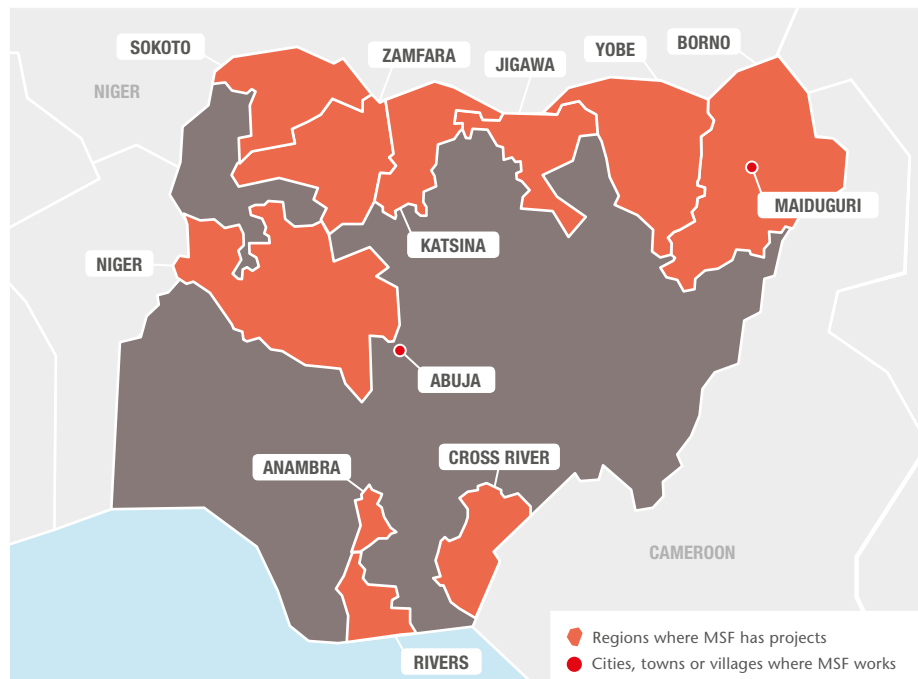 BORNO
SOKOTO
ZAMFARA
YOBE
JIGAWA
NIGER
MAIDUGURI
KATSINA
NIGER
ABUJA
ANAMBRA
CROSS RIVER
CAMEROON
Regions where MSF has projects
Cities, towns or villages where MSF works
RIVERS